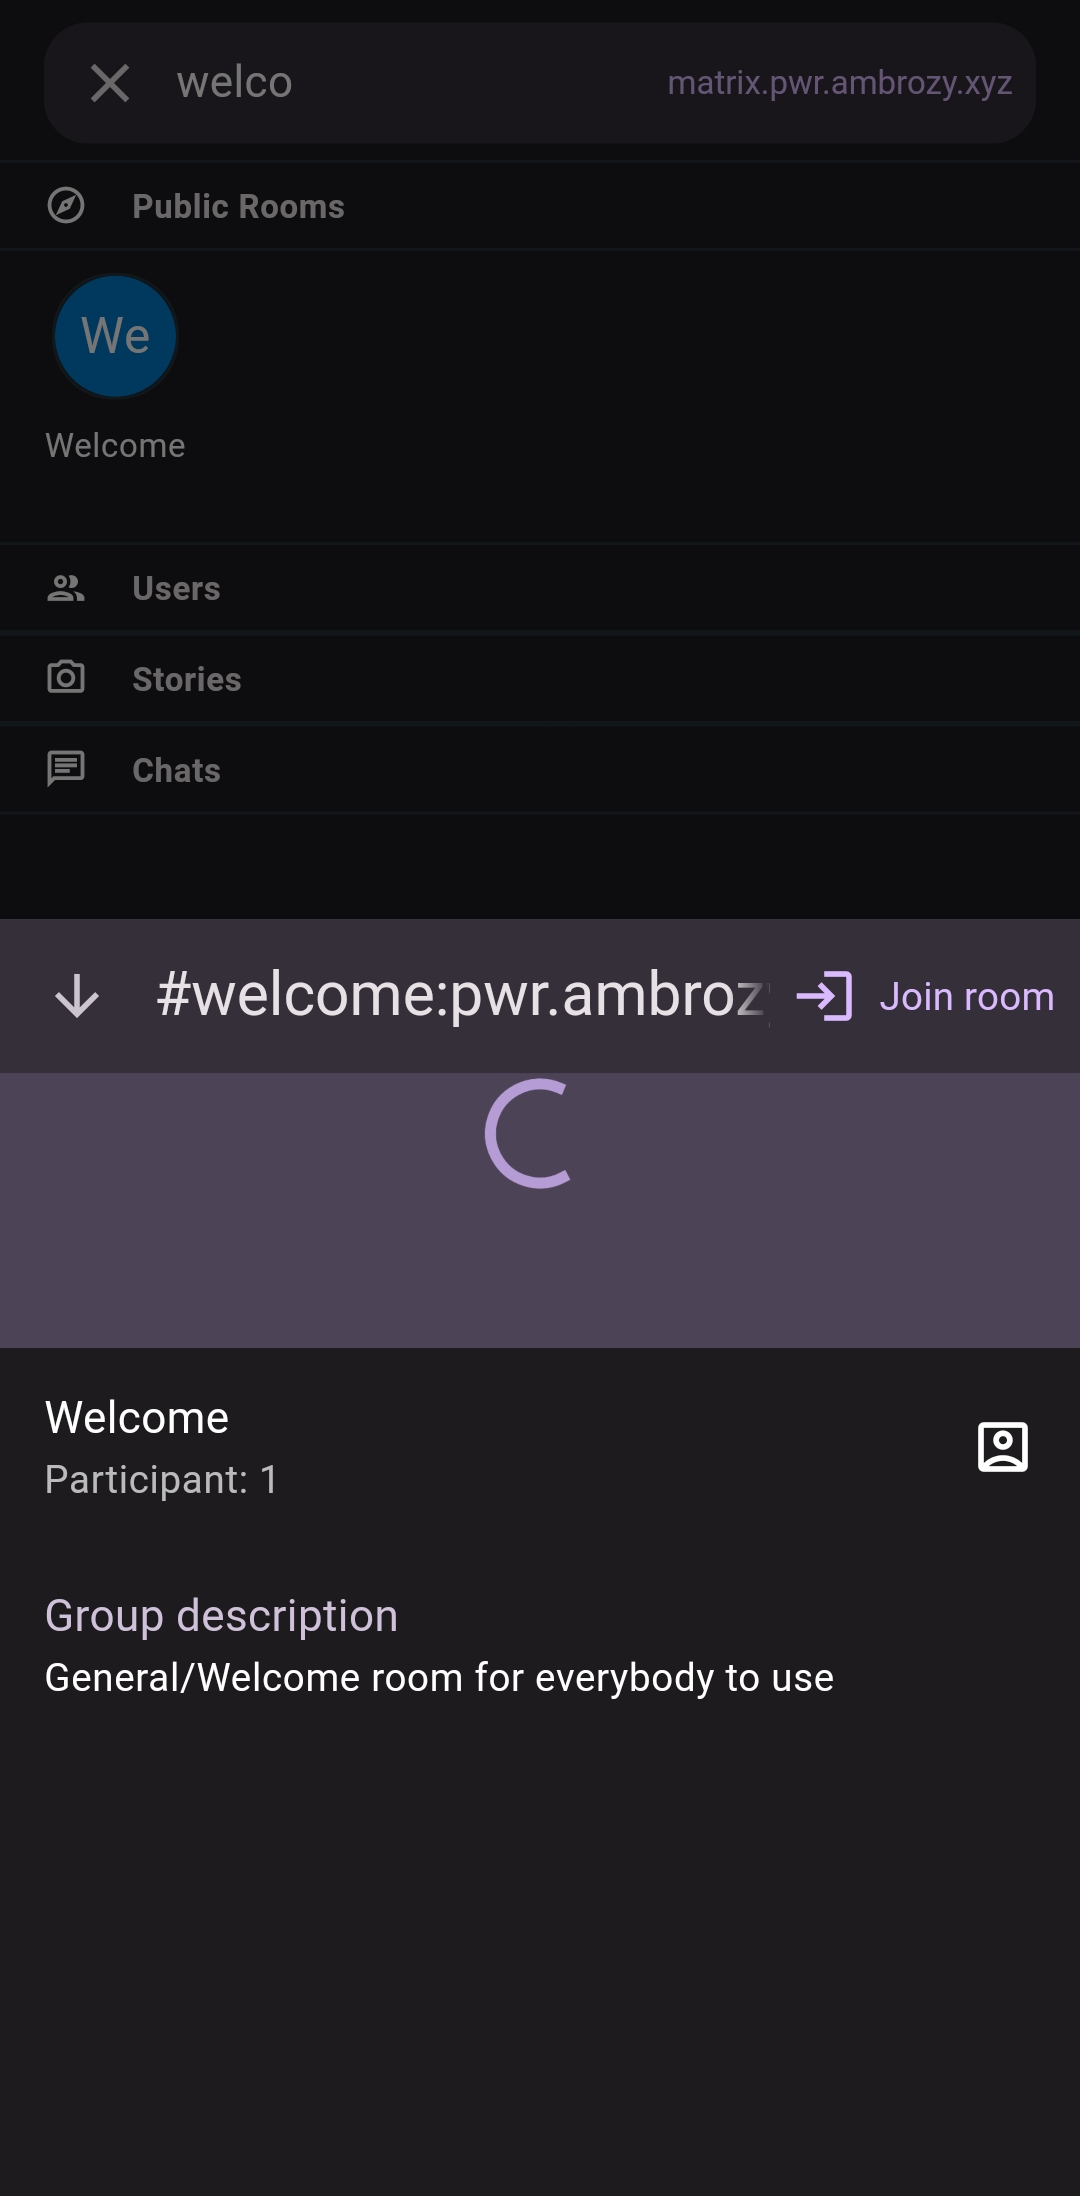 welco
matrix.pwr.ambrozy.xyz
Public Rooms
We
Welcome
Users
Stories
Chats
#welcome:pwr.ambroz
Join room
Welcome
Participant: 1
Group description
General/Welcome room for everybody to use